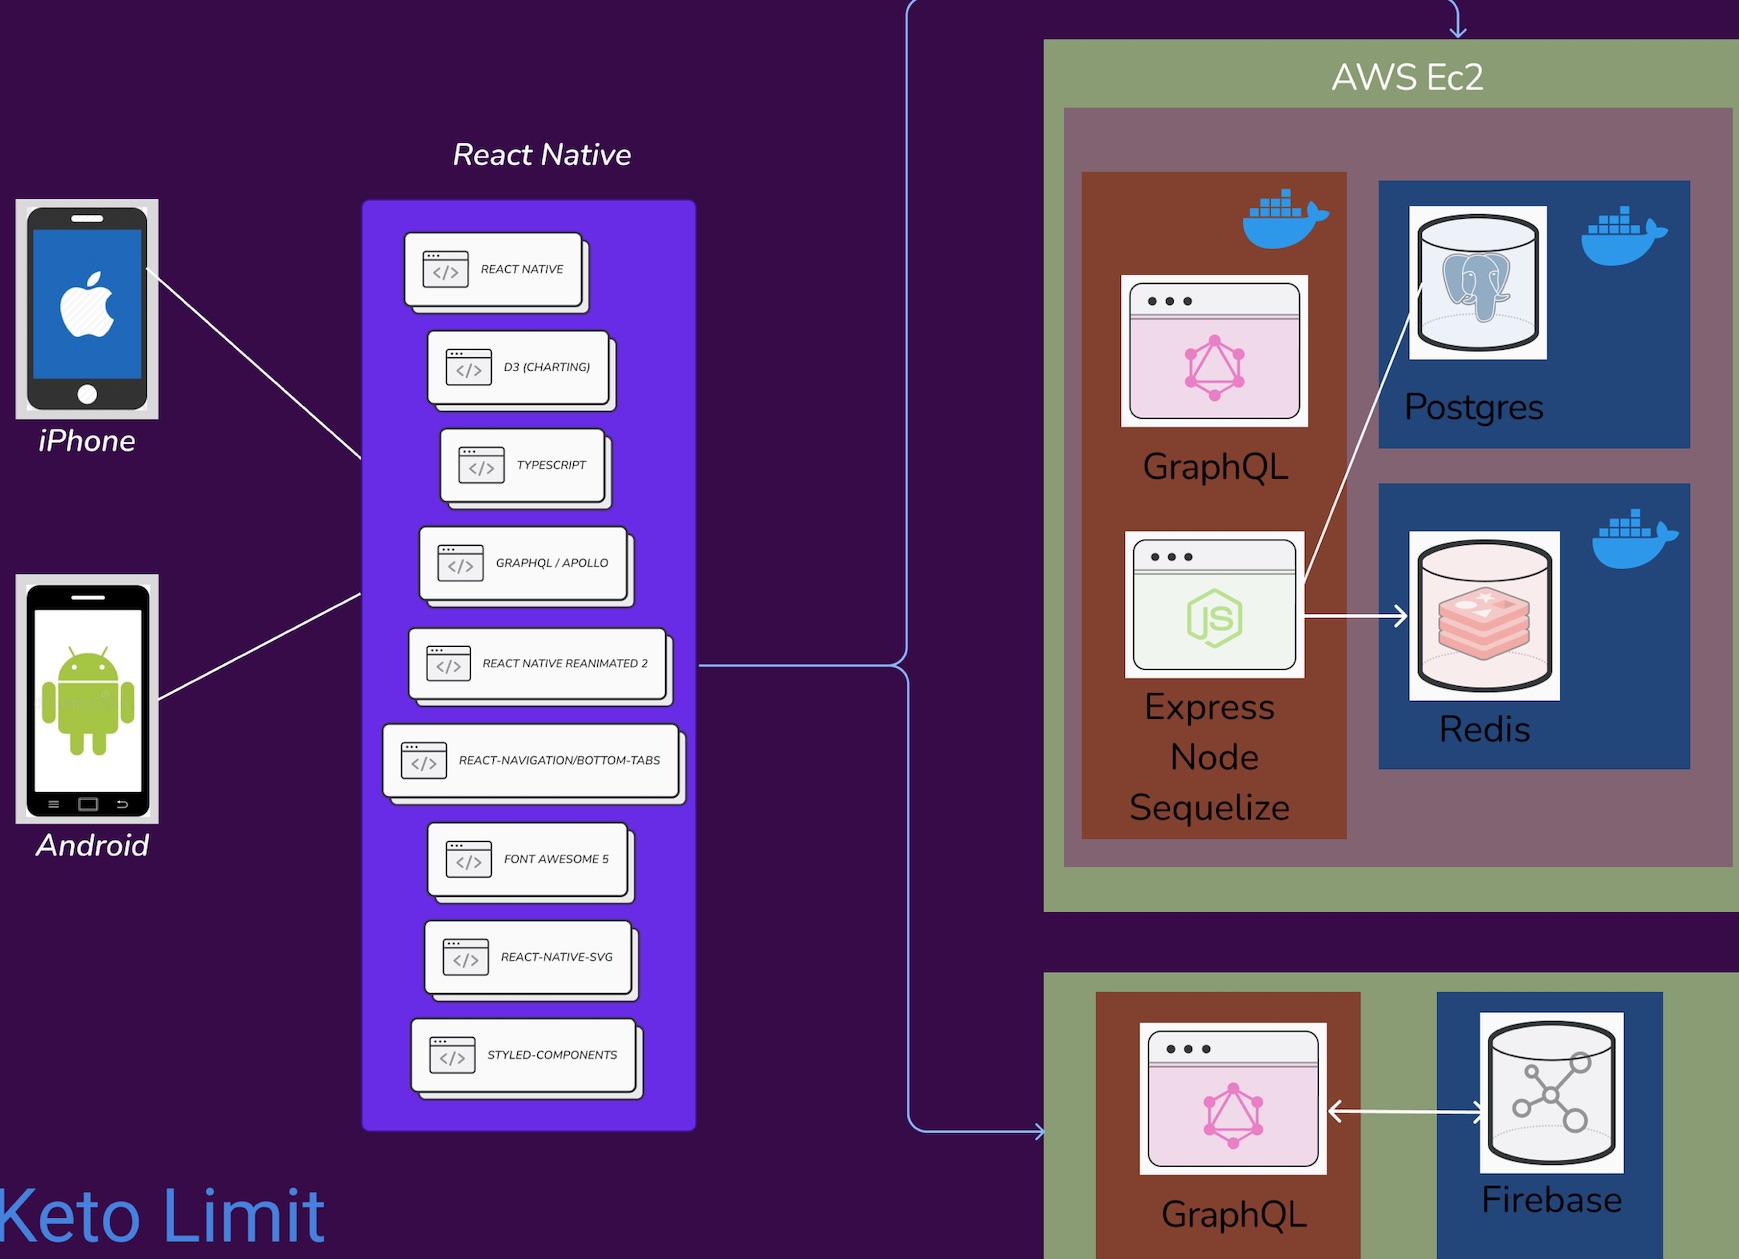 AWS Ec2
React Native
REACT NATIVE
D3 (CHARTING)
TYPESCRIPT
GRAPHQL / APOLLO
REACT NATIVE REANIMATED 2
REACT-NAVIGATION/BOTTOM-TABS
FONT AWESOME 5
REACT-NATIVE-SVG
STYLED-COMPONENTS
iPhone
Android
GraphQL
Postgres
JS
Express
Node
Sequelize
Redis
GraphQL
Firebase
Keto Limit